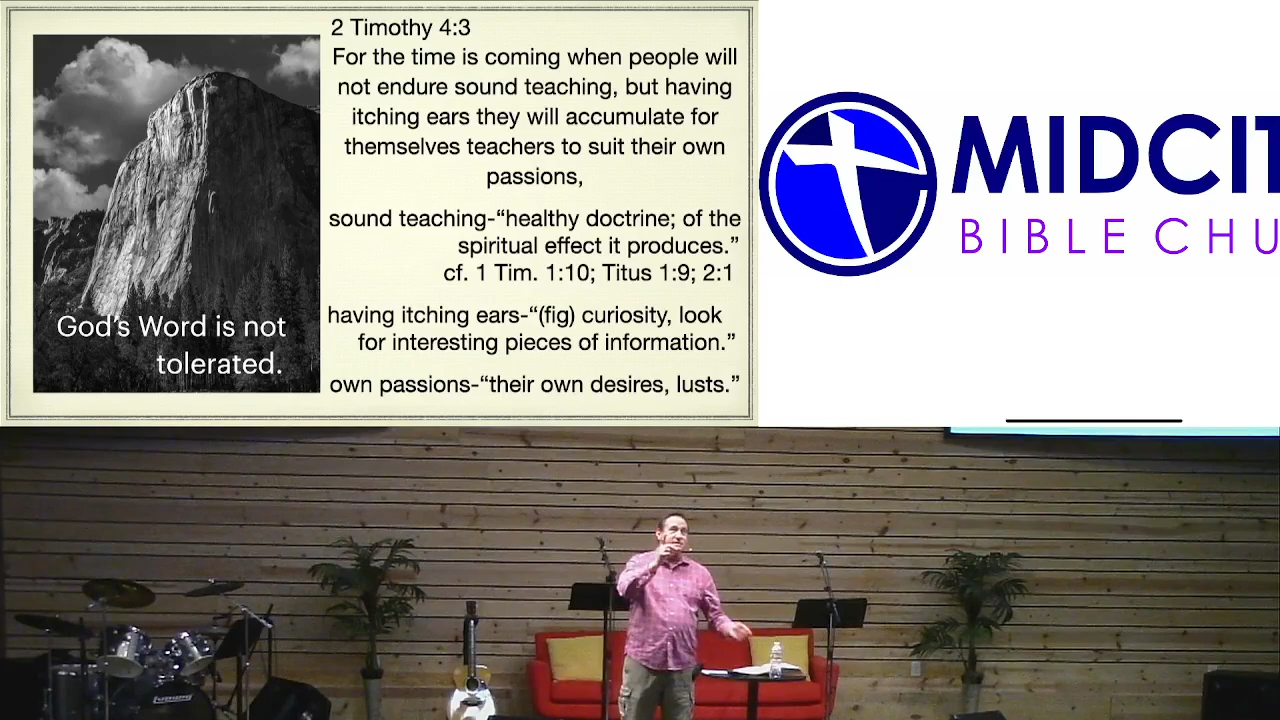 2 Timothy 4:3
For the time is coming when people will
not endure sound teaching, but having
itching ears they will accumulate for
themselves teachers to suit their own
passions,
sound teaching-“healthy doctrine; of the
spiritual effect it produces.”
cf. 1 Tim. 1:10; Titus 1:9; 2:1
having itching ears-“(fig) curiosity, look
for interesting pieces of information.”
own passions-“their own desires, lusts.”
God's Word is not
tolerated.
MIDCIT
BIBLE CHU
Ludwig